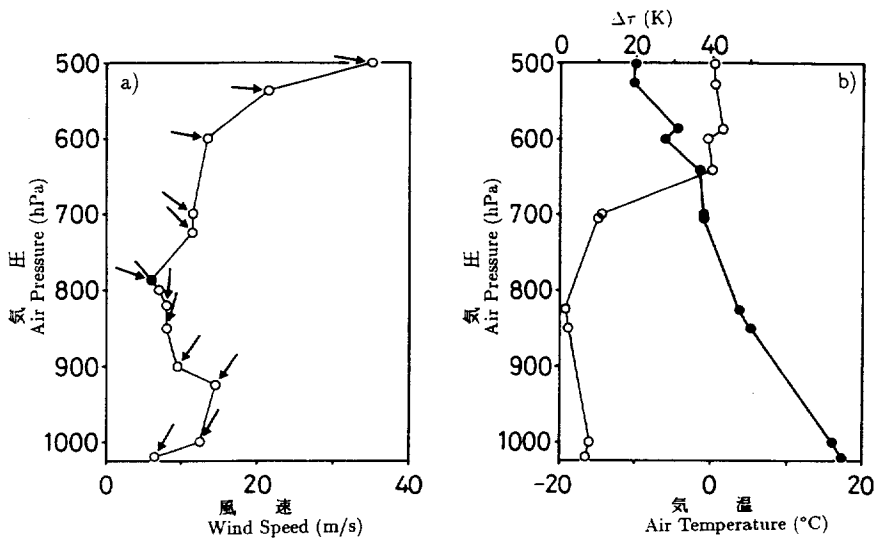 Δτ (K)
0 20 40
500
600
700
800
900
1000
a)
気 圧
Air Pressure (hPa)
0 20 40
風 速
Wind Speed (m/s)
500
600
700
800
900
1000
b)
気 圧
Air Pressure (hPa)
-20 0 20
気 温
Air Temperature (°C)